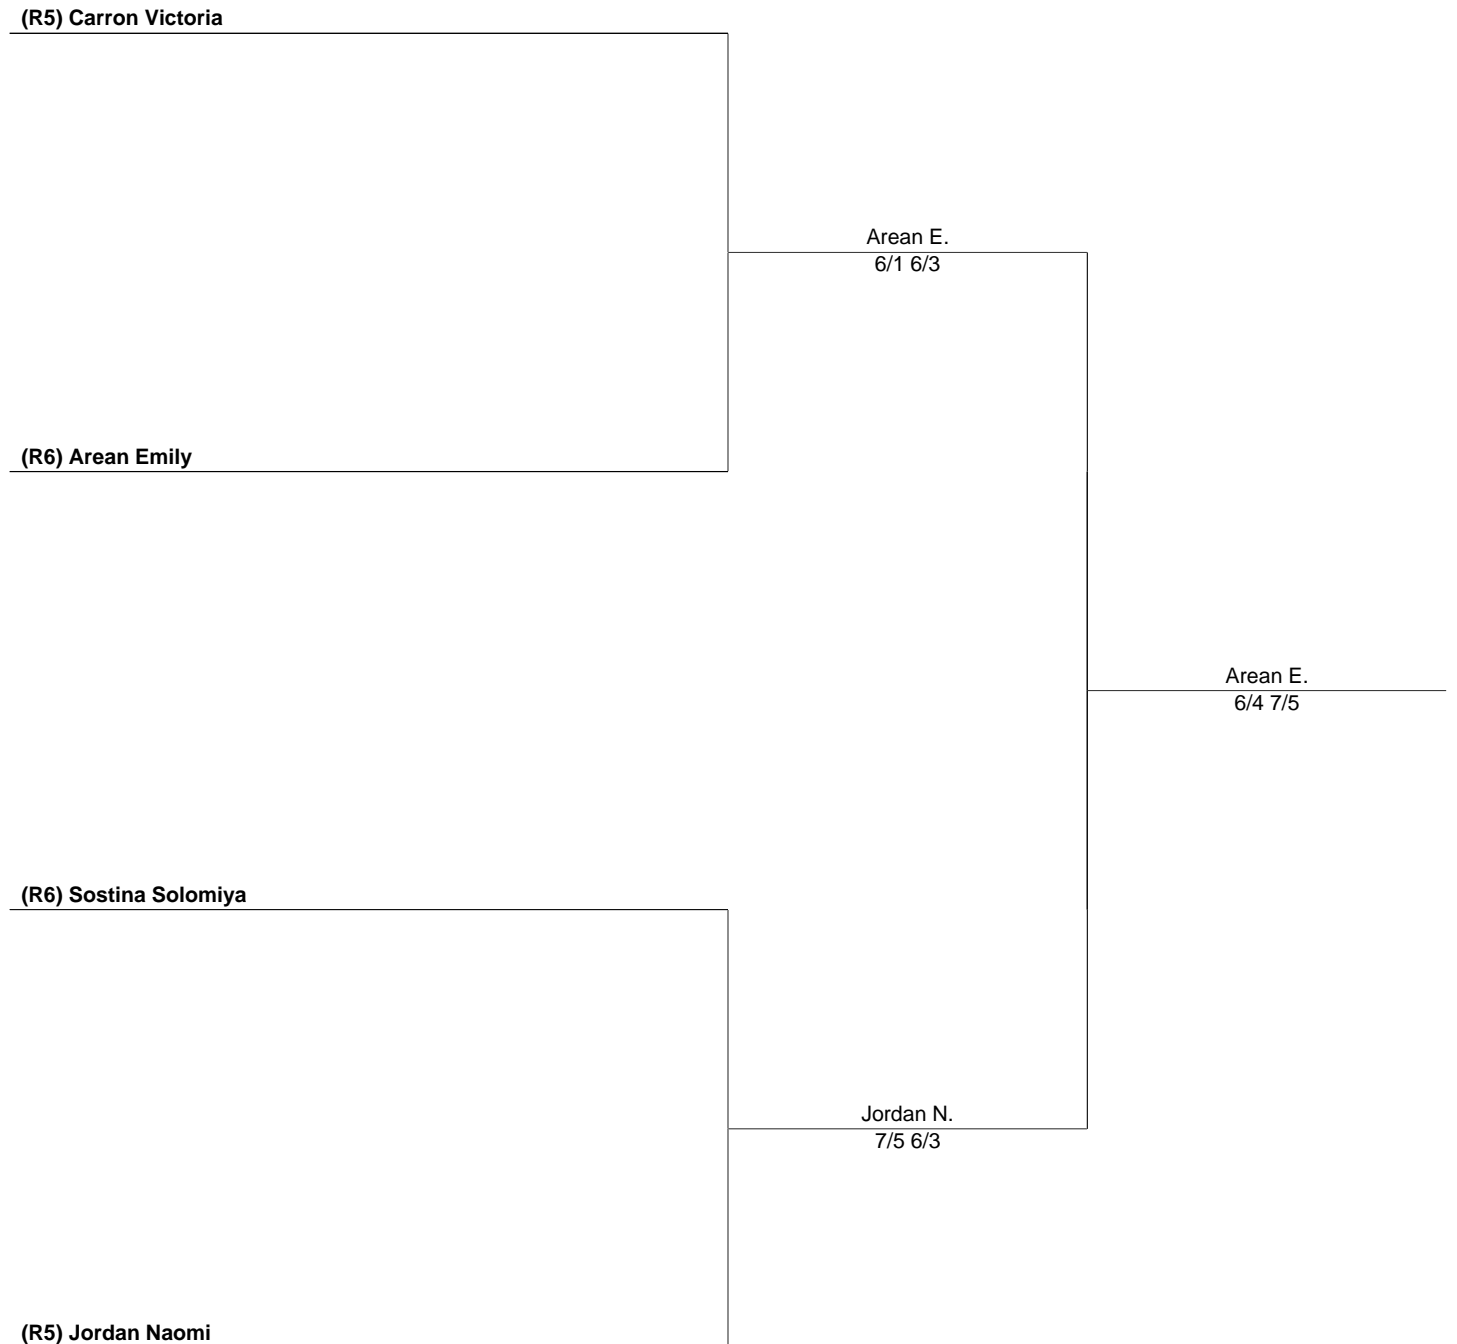 (R5) Carron Victoria
Arean E.
6/1 6/3
(R6) Arean Emily
Arean E.
6/4 7/5
(R6) Sostina Solomiya
Jordan N.
7/5 6/3
(R5) Jordan Naomi